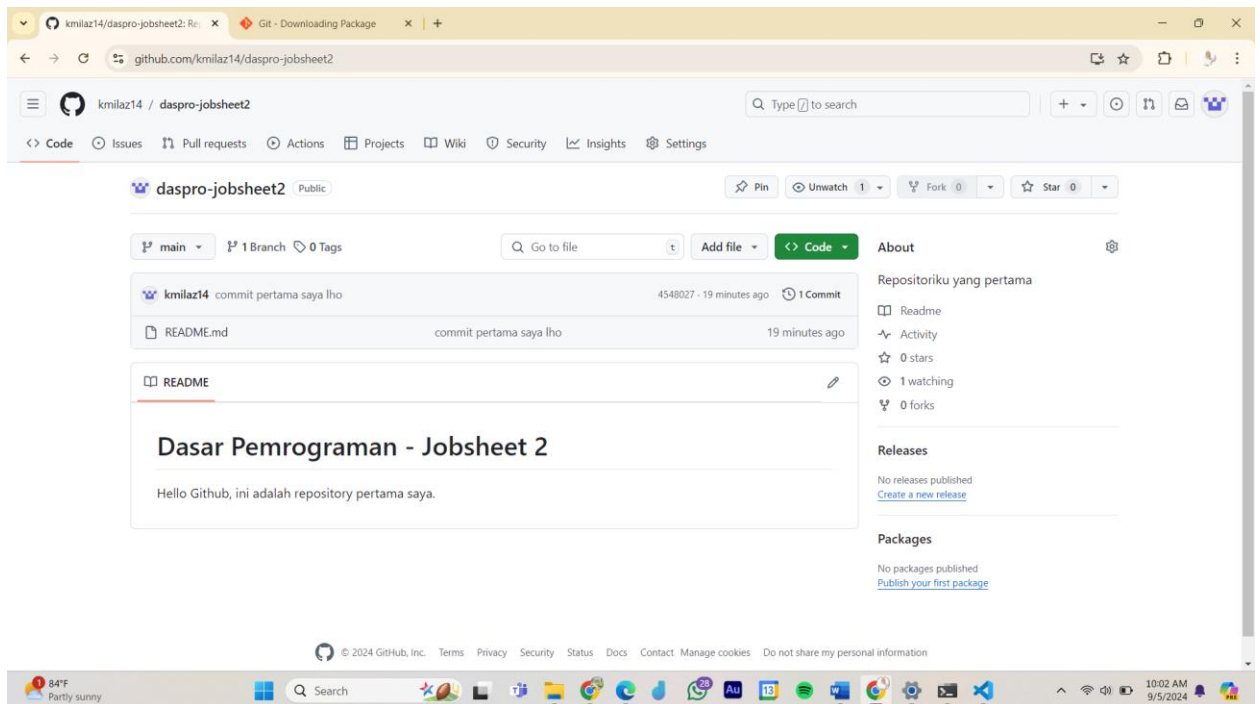 kmilaz14/daspro-jobsheet2: Re
Git - Downloading Package
github.com/kmilaz14/daspro-jobsheet2
kmilaz14 / daspro-jobsheet2
Type / to search
<> Code Issues Pull requests Actions Projects Wiki Security Insights Settings
daspro-jobsheet2 Public
Pin Unwatch 1 Fork 0 Star 0
main 1 Branch 0 Tags
Go to file t Add file <> Code
kmilaz14 commit pertama saya lho 4548027 · 19 minutes ago 1 Commit
README.md commit pertama saya lho 19 minutes ago
README
Dasar Pemrograman - Jobsheet 2
Hello Github, ini adalah repository pertama saya.
About
Repositoriku yang pertama
Readme
Activity
0 stars
1 watching
0 forks
Releases
No releases published
Create a new release
Packages
No packages published
Publish your first package
© 2024 GitHub, Inc. Terms Privacy Security Status Docs Contact Manage cookies Do not share my personal information
1
84°F
Partly sunny
Search
28
Au
13
10:02 AM
9/5/2024
PRE